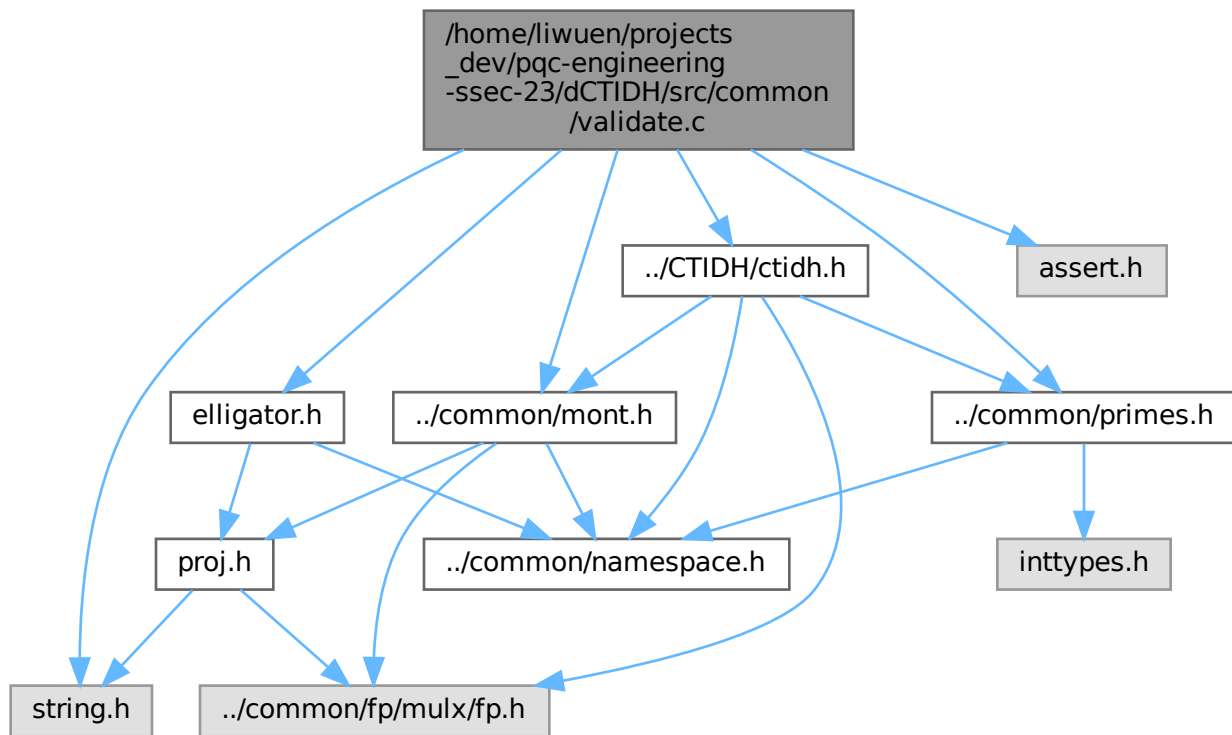 /home/liwuen/projects
_dev/pqc-engineering
-ssec-23/dCTIDH/src/common
/validate.c
../CTIDH/ctidh.h
assert.h
elligator.h
../common/mont.h
../common/primes.h
proj.h
../common/namespace.h
inttypes.h
string.h
../common/fp/mulx/fp.h